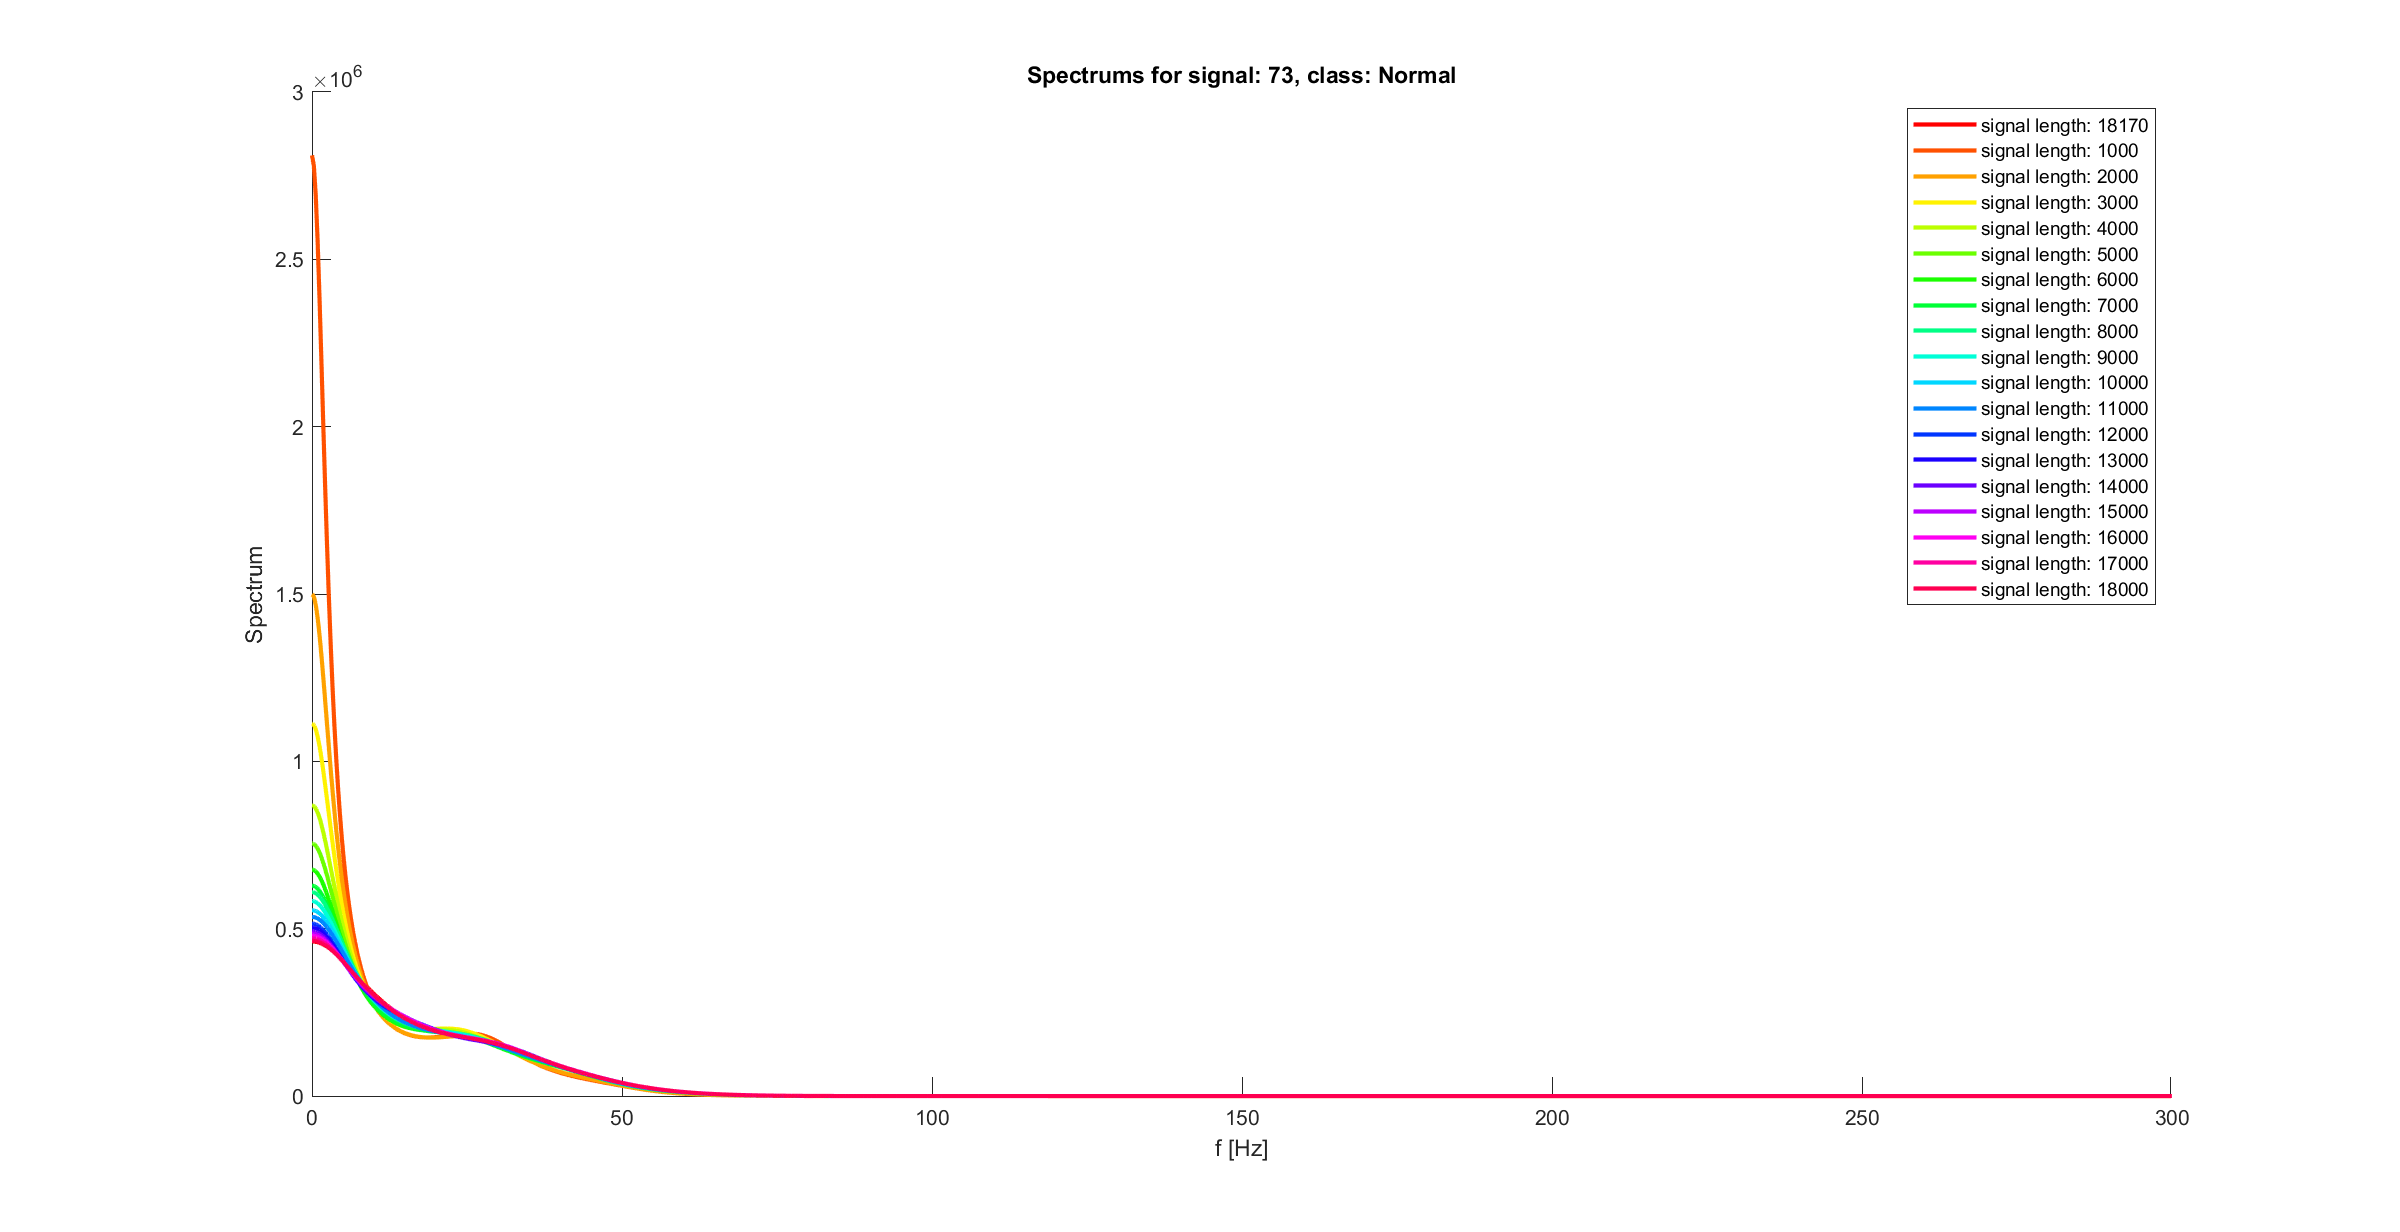 Spectrums for signal: 73, class: Normal
×10^6
3
2.5
2
1.5
1
0.5
0
Spectrum
0 50 100 150 200 250 300
f [Hz]
signal length: 18170
signal length: 1000
signal length: 2000
signal length: 3000
signal length: 4000
signal length: 5000
signal length: 6000
signal length: 7000
signal length: 8000
signal length: 9000
signal length: 10000
signal length: 11000
signal length: 12000
signal length: 13000
signal length: 14000
signal length: 15000
signal length: 16000
signal length: 17000
signal length: 18000